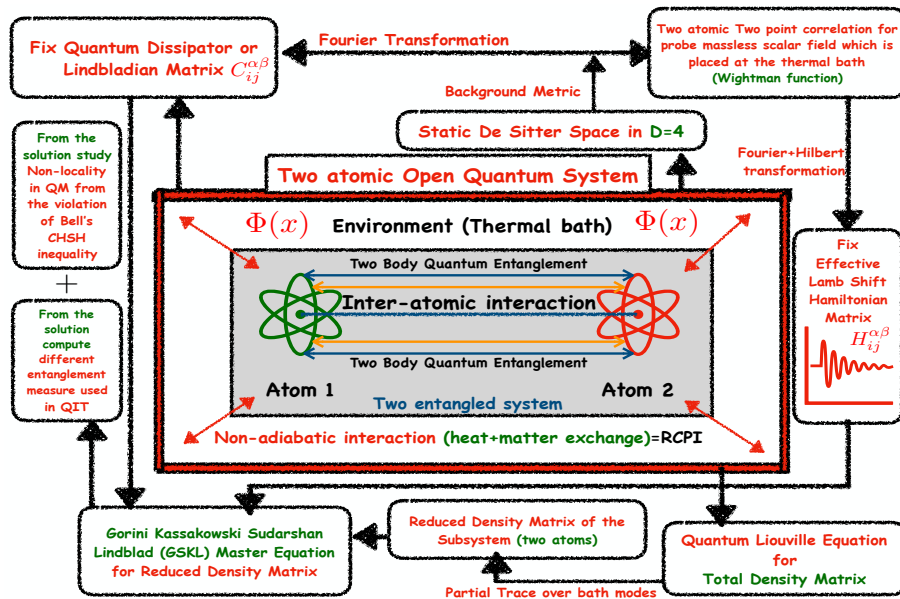 Fix Quantum Dissipator or
Lindbladian Matrix $C_{ij}^{\alpha\beta}$
Fourier Transformation
Two atomic Two point correlation for
probe massless scalar field which is
placed at the thermal bath
(Wightman function)
Background Metric
Static De Sitter Space in D=4
Fourier+Hilbert
transformation
From the
solution study
Non-locality
in QM from
the violation
of Bell's
CHSH
inequality
+
From the
solution
compute
different
entanglement
measure used
in QIT
Two atomic Open Quantum System
Φ(x)
Environment (Thermal bath)
Φ(x)
Two Body Quantum Entanglement
Inter-atomic interaction
Two Body Quantum Entanglement
Atom 1
Atom 2
Two entangled system
Non-adiabatic interaction (heat+matter exchange)=RCPI
Fix
Effective
Lamb Shift
Hamiltonian
Matrix
$H_{ij}^{\alpha\beta}$
Gorini Kassakowski Sudarshan
Lindblad (GSKL) Master Equation
for Reduced Density Matrix
Reduced Density Matrix of the
Subsystem (two atoms)
Partial Trace over bath modes
Quantum Liouville Equation
for
Total Density Matrix